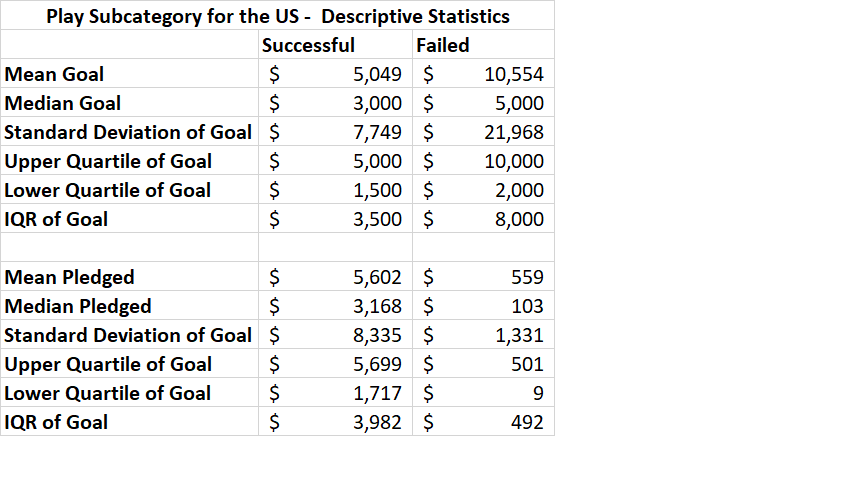 Play Subcategory for the US -  Descriptive Statistics
Successful Failed
Mean Goal $ 5,049 $ 10,554
Median Goal $ 3,000 $ 5,000
Standard Deviation of Goal $ 7,749 $ 21,968
Upper Quartile of Goal $ 5,000 $ 10,000
Lower Quartile of Goal $ 1,500 $ 2,000
IQR of Goal $ 3,500 $ 8,000
Mean Pledged $ 5,602 $ 559
Median Pledged $ 3,168 $ 103
Standard Deviation of Goal $ 8,335 $ 1,331
Upper Quartile of Goal $ 5,699 $ 501
Lower Quartile of Goal $ 1,717 $ 9
IQR of Goal $ 3,982 $ 492